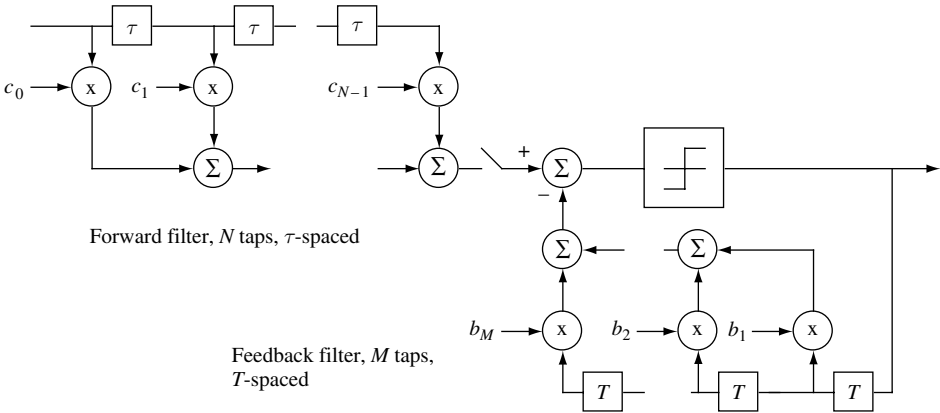 τ τ τ
c0 x c1 x cN−1 x
Σ Σ + Σ
−
Forward filter, N taps, τ-spaced
Σ Σ
bM x b2 x b1 x
Feedback filter, M taps,
T-spaced
T T T